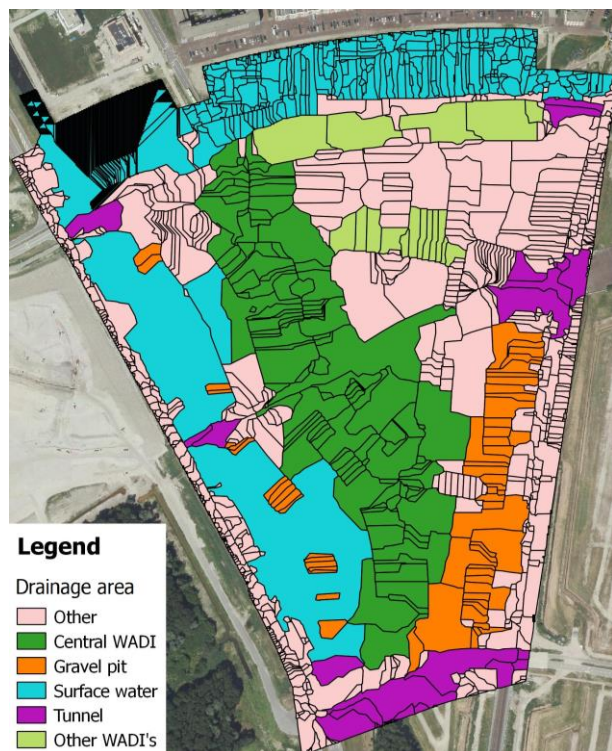 Legend
Drainage area
Other
Central WADI
Gravel pit
Surface water
Tunnel
Other WADI's